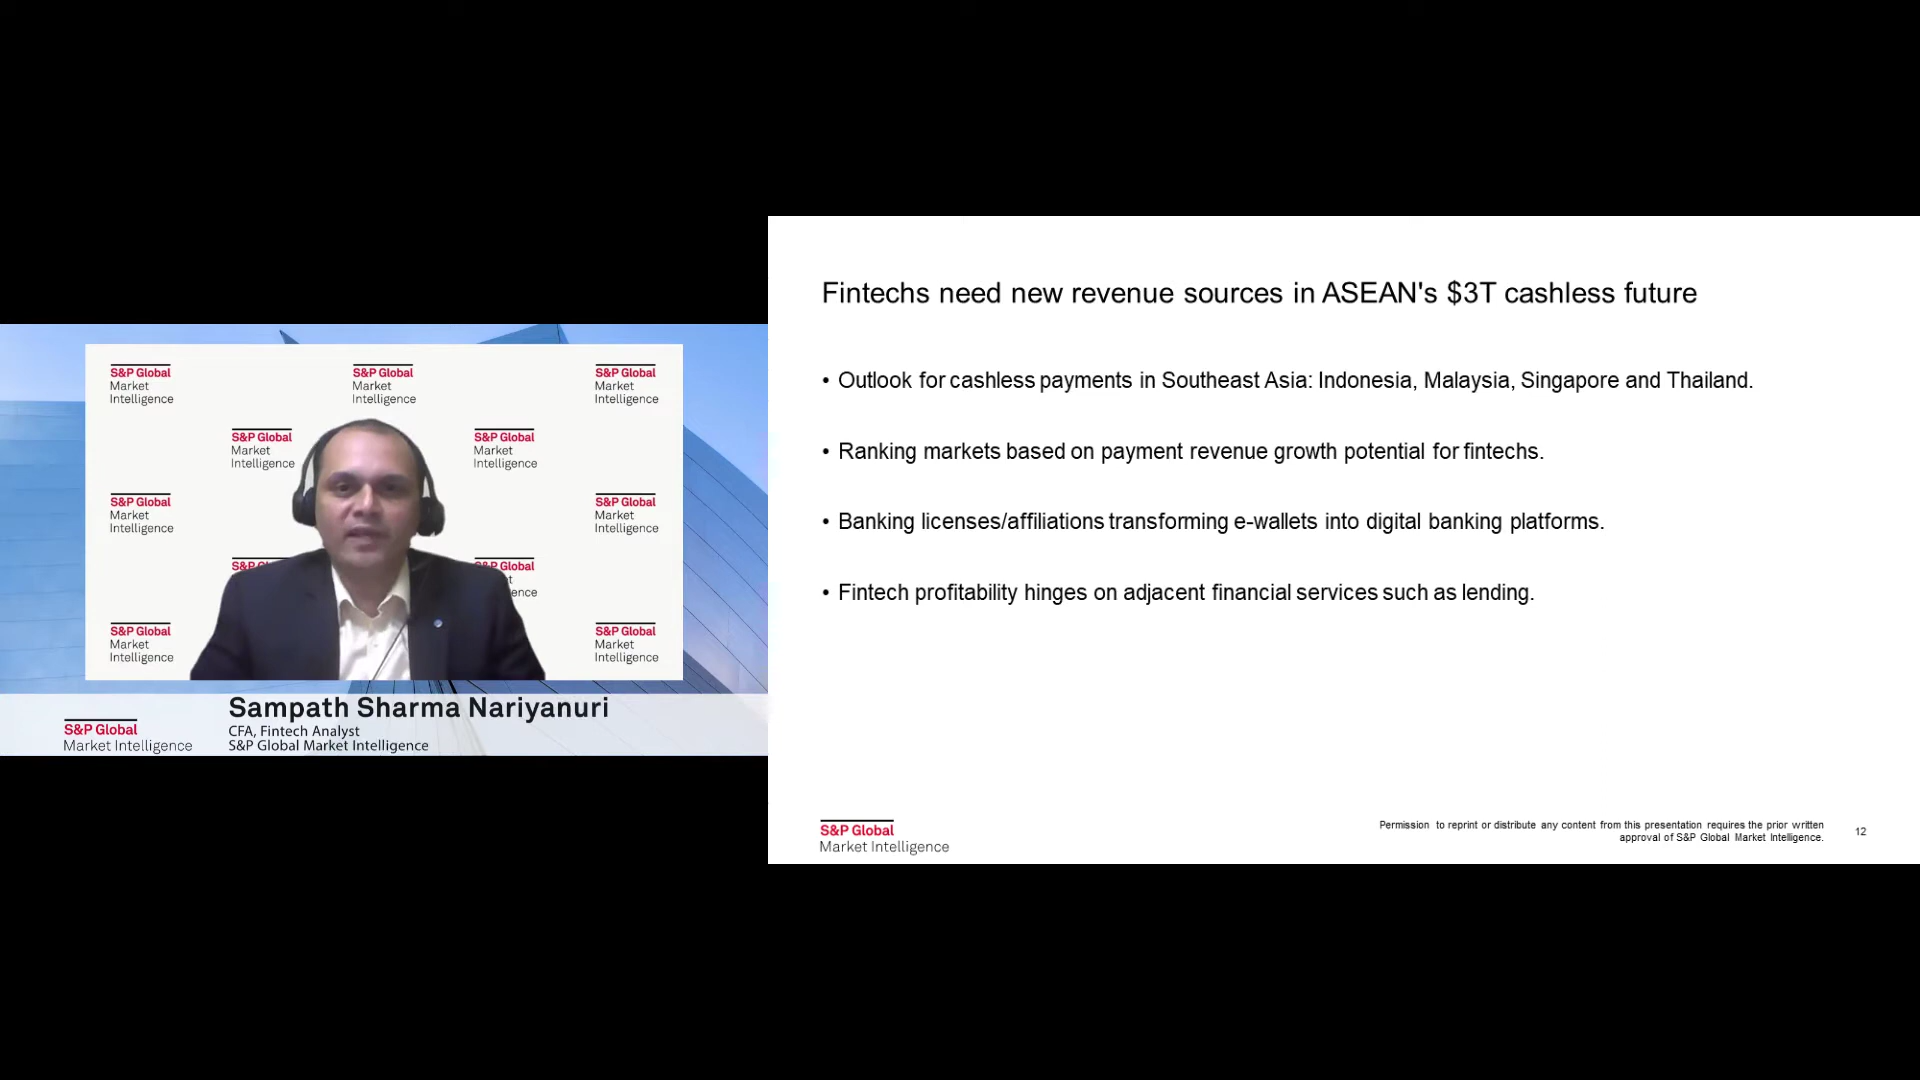 S&P Global
Market
Intelligence
S&P Global
Market
Intelligence
S&P Global
Market
Intelligence
S&P Global
Market
Intelligence
S&P Global
Market
Intelligence
S&P Global
Market
Intelligence
S&P Global
Market
Intelligence
S&P Global
Market
Intelligence
S&P Global
Market
Intelligence
Sampath Sharma Nariyanuri
CFA, Fintech Analyst
S&P Global Market Intelligence
S&P Global
Market Intelligence
Fintechs need new revenue sources in ASEAN's $3T cashless future
• Outlook for cashless payments in Southeast Asia: Indonesia, Malaysia, Singapore and Thailand.
• Ranking markets based on payment revenue growth potential for fintechs.
• Banking licenses/affiliations transforming e-wallets into digital banking platforms.
• Fintech profitability hinges on adjacent financial services such as lending.
S&P Global
Market Intelligence
Permission to reprint or distribute any content from this presentation requires the prior written
approval of S&P Global Market Intelligence.
12